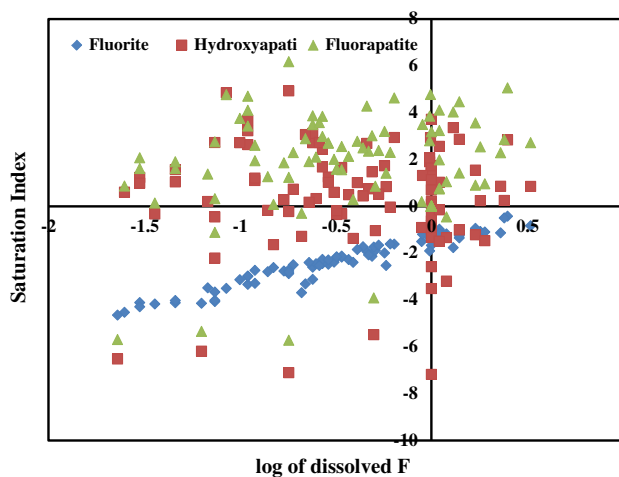 8
Fluorite Hydroxyapati Fluorapatite
6
4
2
0
-2 -1.5 -1 -0.5 0 0.5
-2
-4
-6
-8
-10
Saturation Index
log of dissolved F